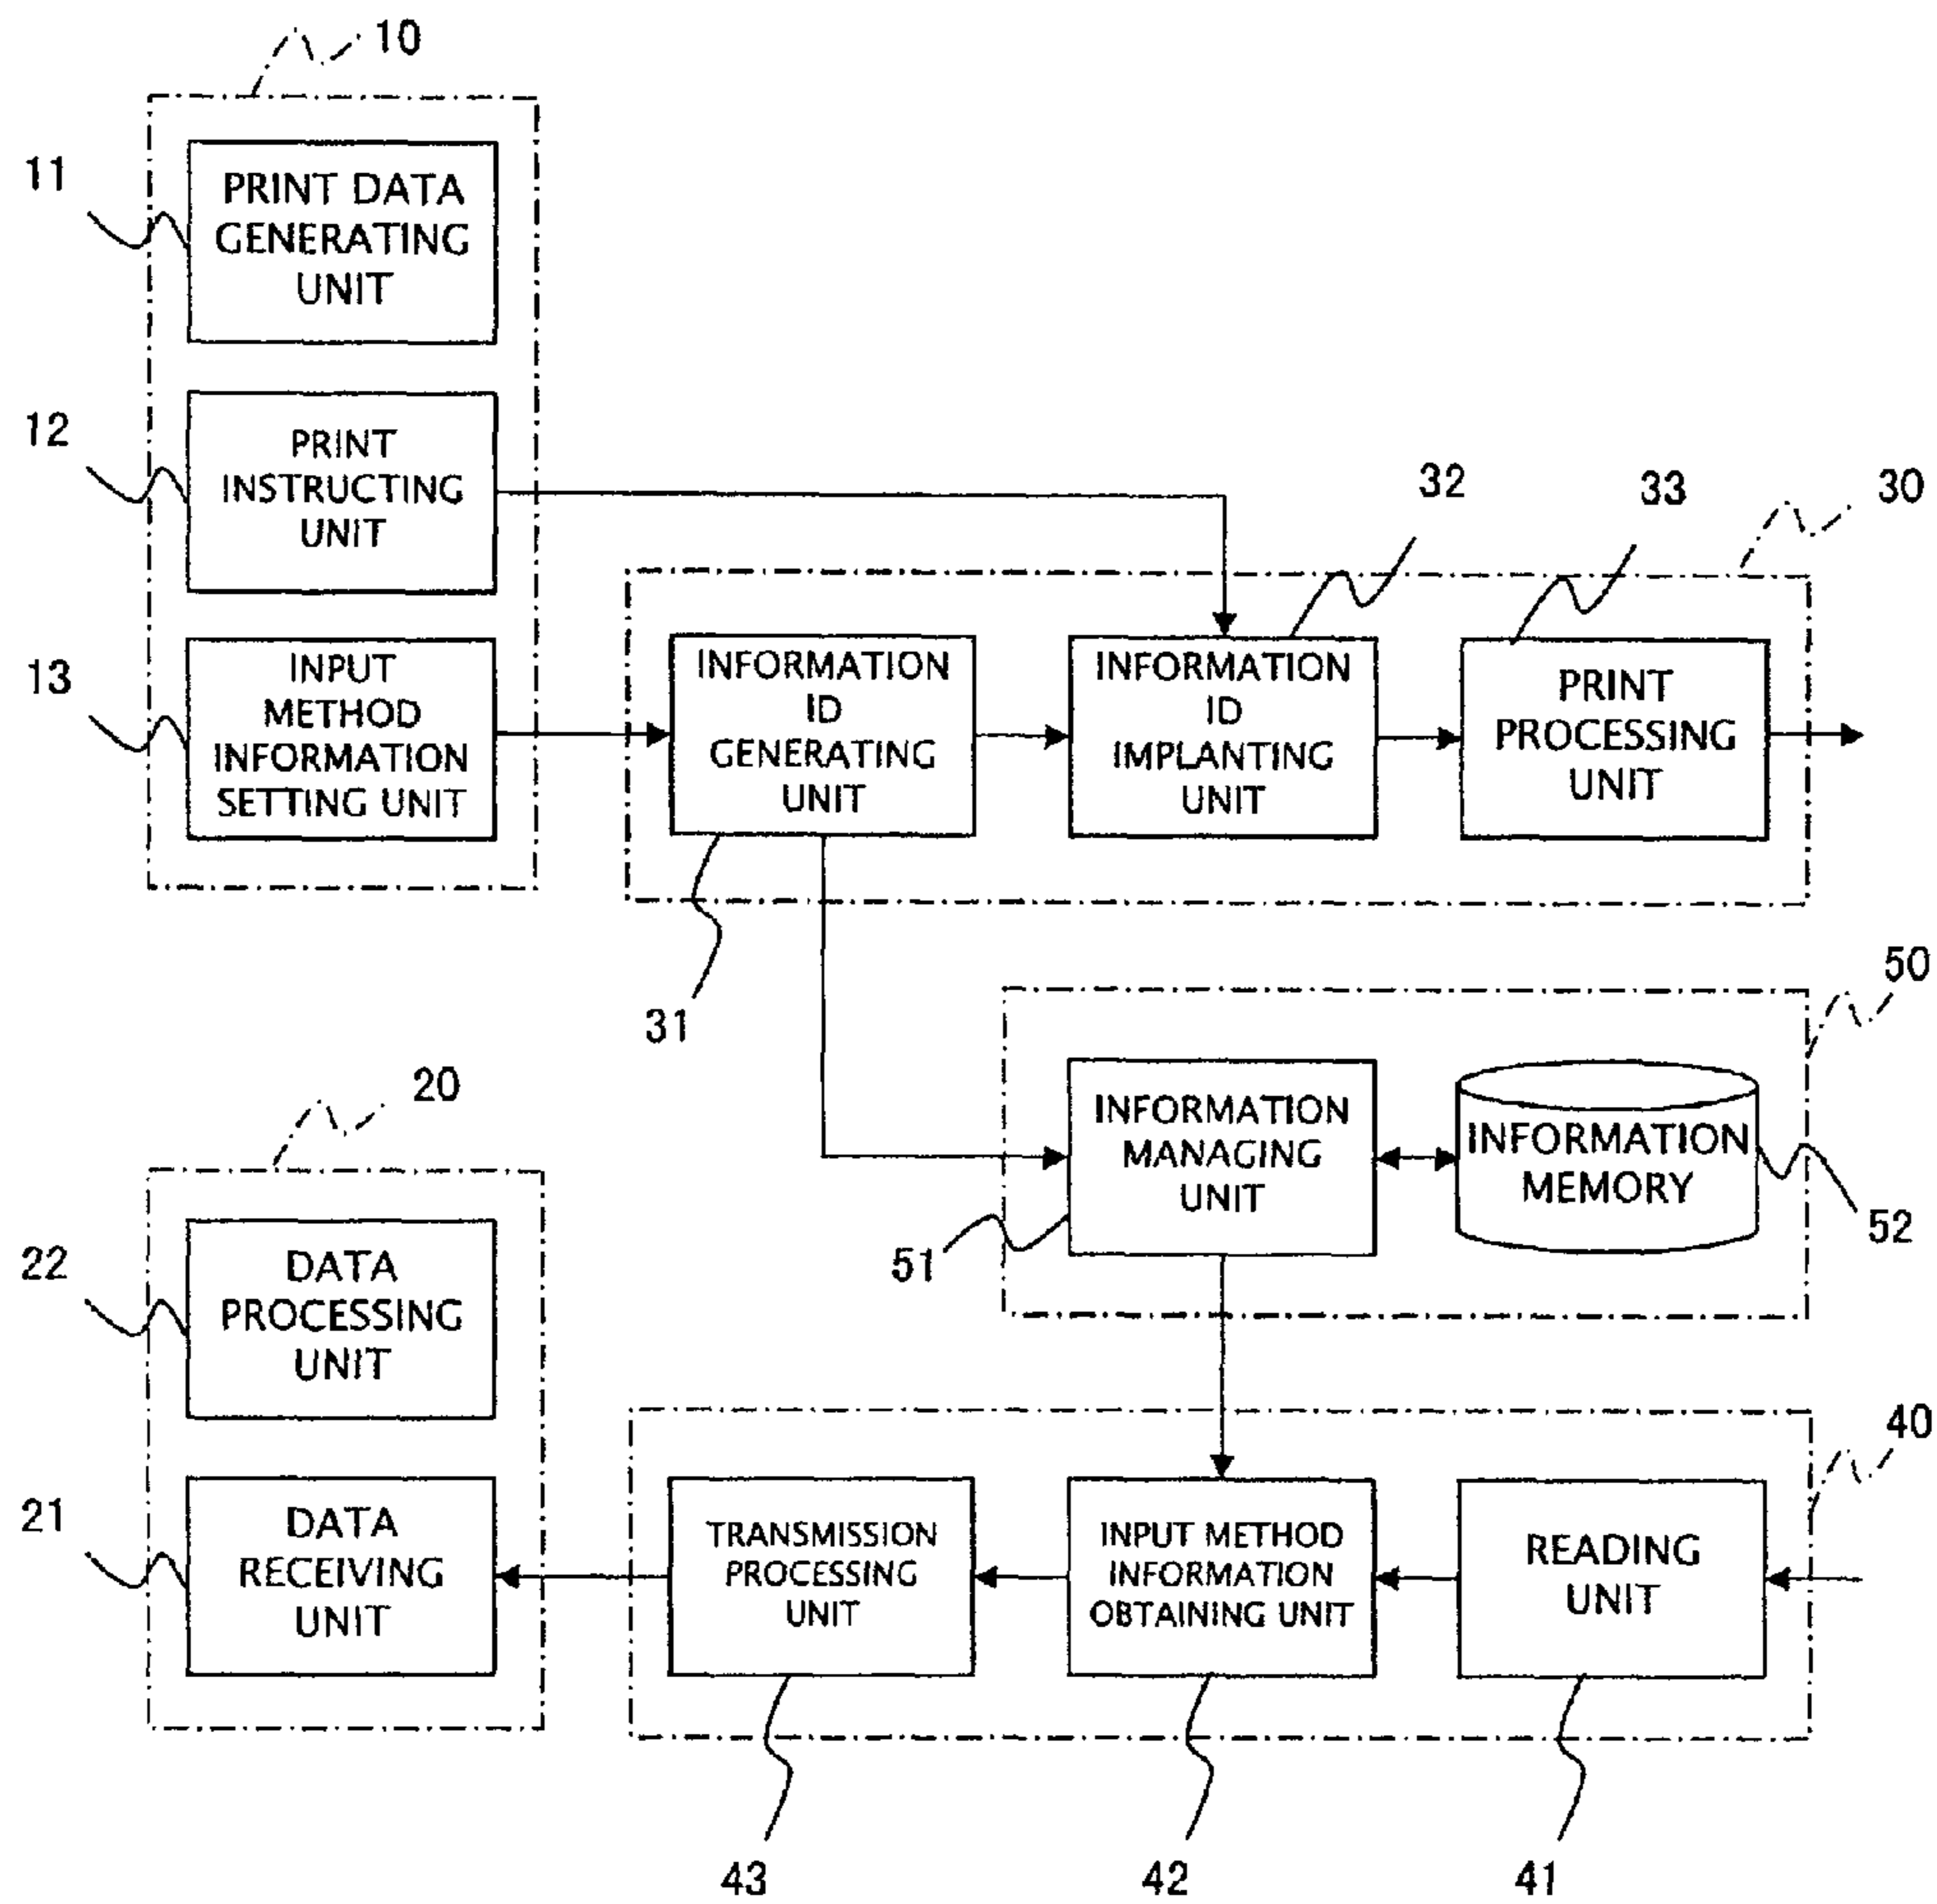 10
11
PRINT DATA
GENERATING
UNIT
12
PRINT
INSTRUCTING
UNIT
13
INPUT
METHOD
INFORMATION
SETTING UNIT
32
33
30
INFORMATION
ID
GENERATING
UNIT
INFORMATION
ID
IMPLANTING
UNIT
PRINT
PROCESSING
UNIT
31
50
INFORMATION
MANAGING
UNIT
INFORMATION
MEMORY
51
52
20
22
DATA
PROCESSING
UNIT
21
DATA
RECEIVING
UNIT
40
TRANSMISSION
PROCESSING
UNIT
INPUT METHOD
INFORMATION
OBTAINING UNIT
READING
UNIT
43
42
41